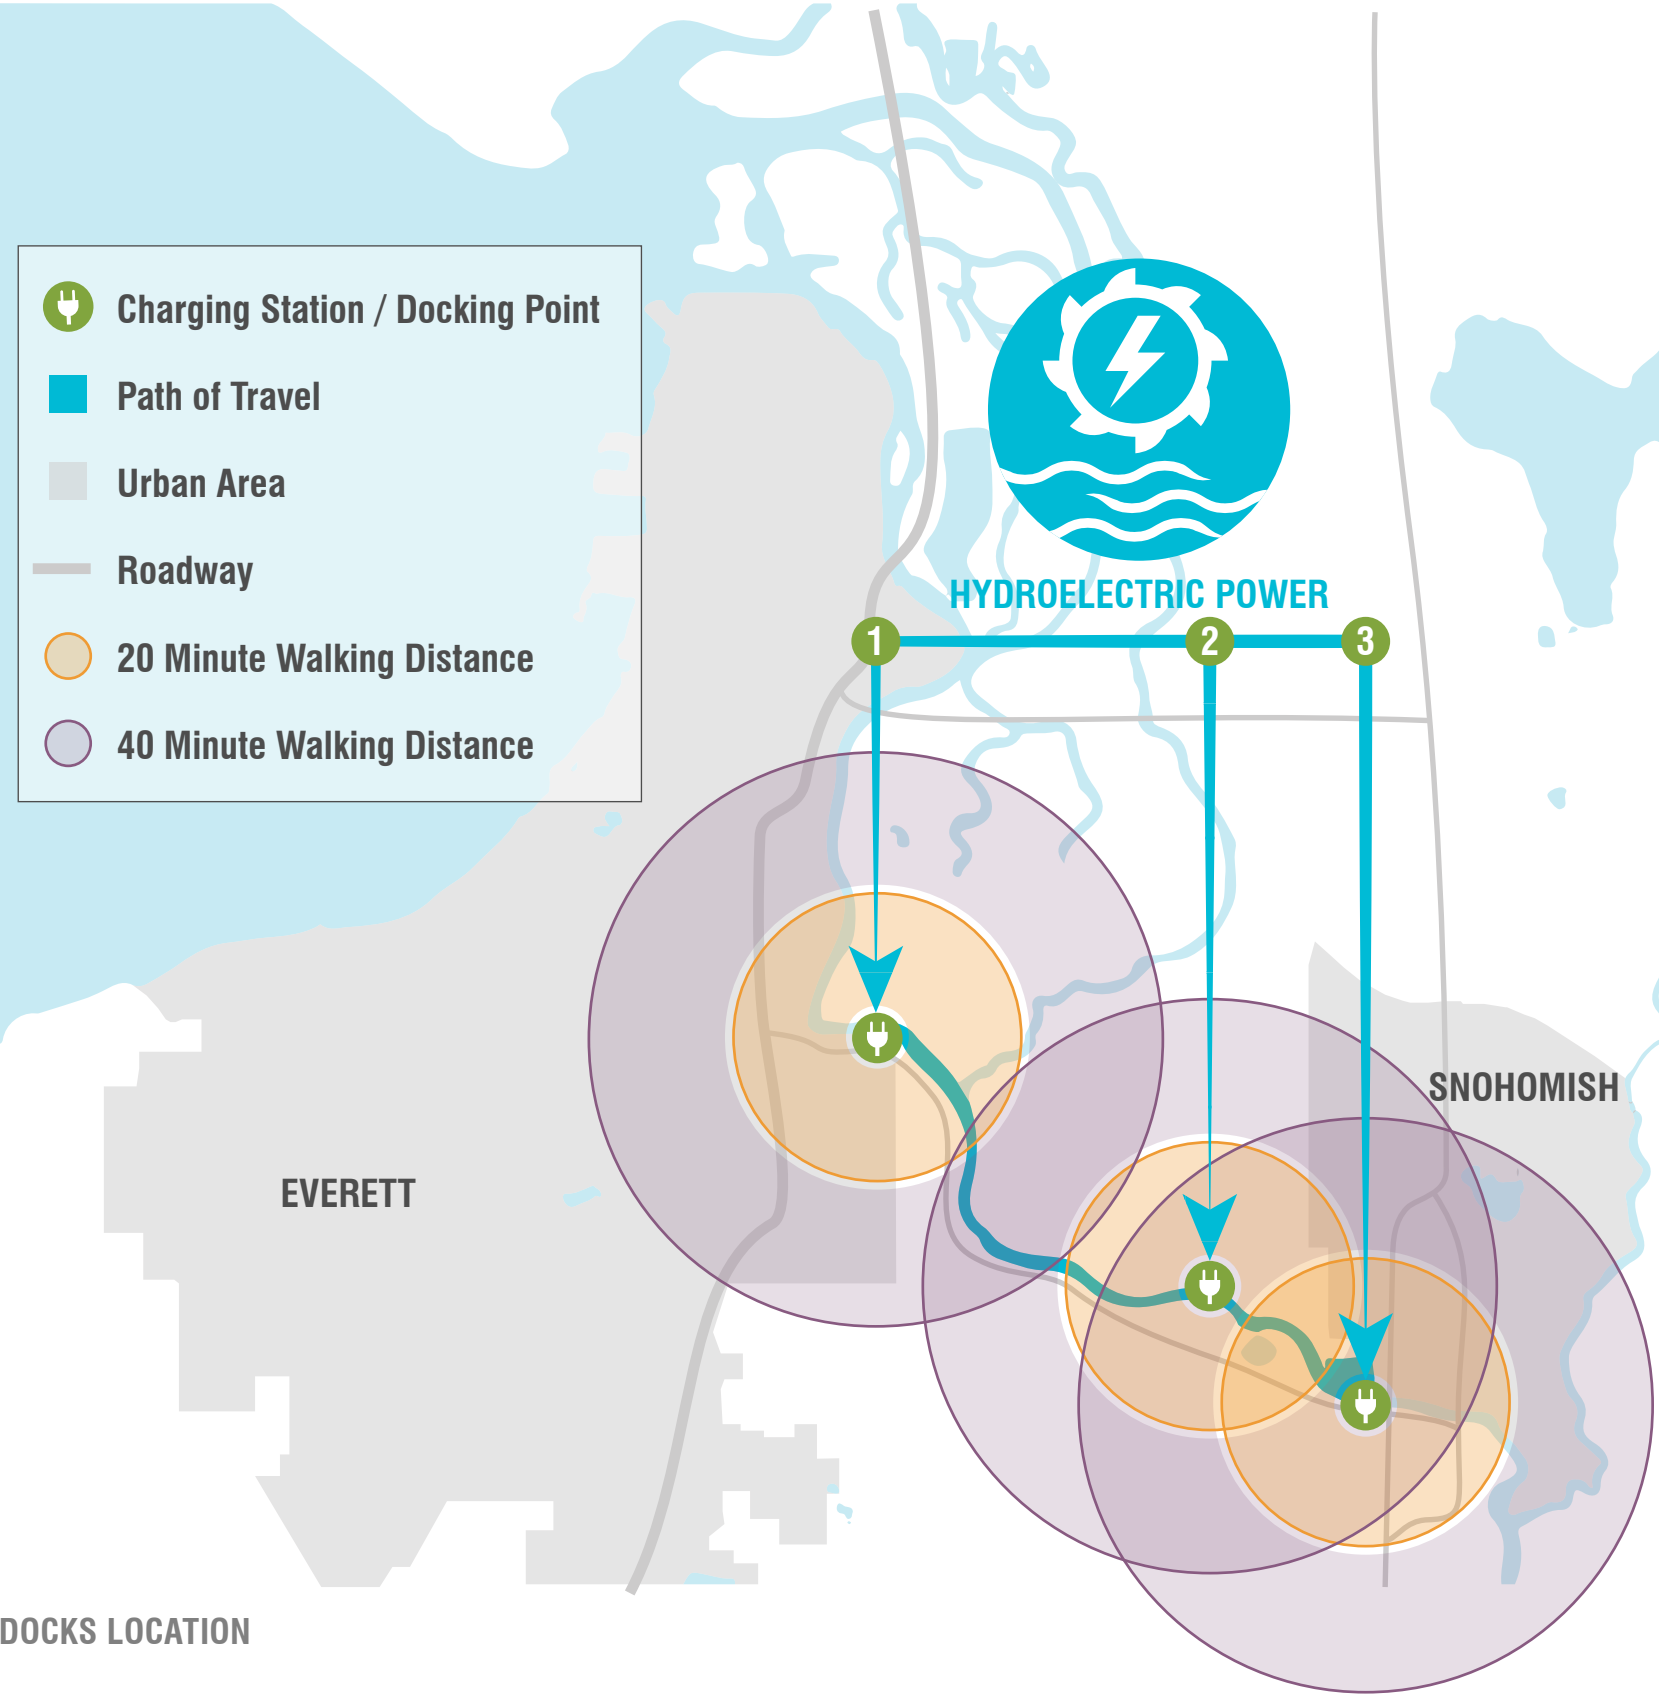 Charging Station / Docking Point
Path of Travel
Urban Area
Roadway
20 Minute Walking Distance
40 Minute Walking Distance
HYDROELECTRIC POWER
1 2 3
SNOHOMISH
EVERETT
DOCKS LOCATION